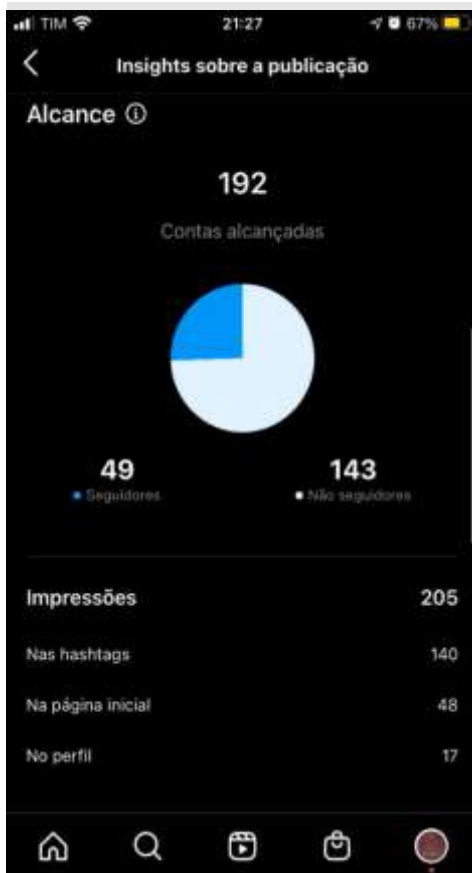 TIM 21:27 67%
Insights sobre a publicação
Alcance
192
Contas alcançadas
49 143
Seguidores Não seguidores
Impressões 205
Nas hashtags 140
Na página inicial 48
No perfil 17